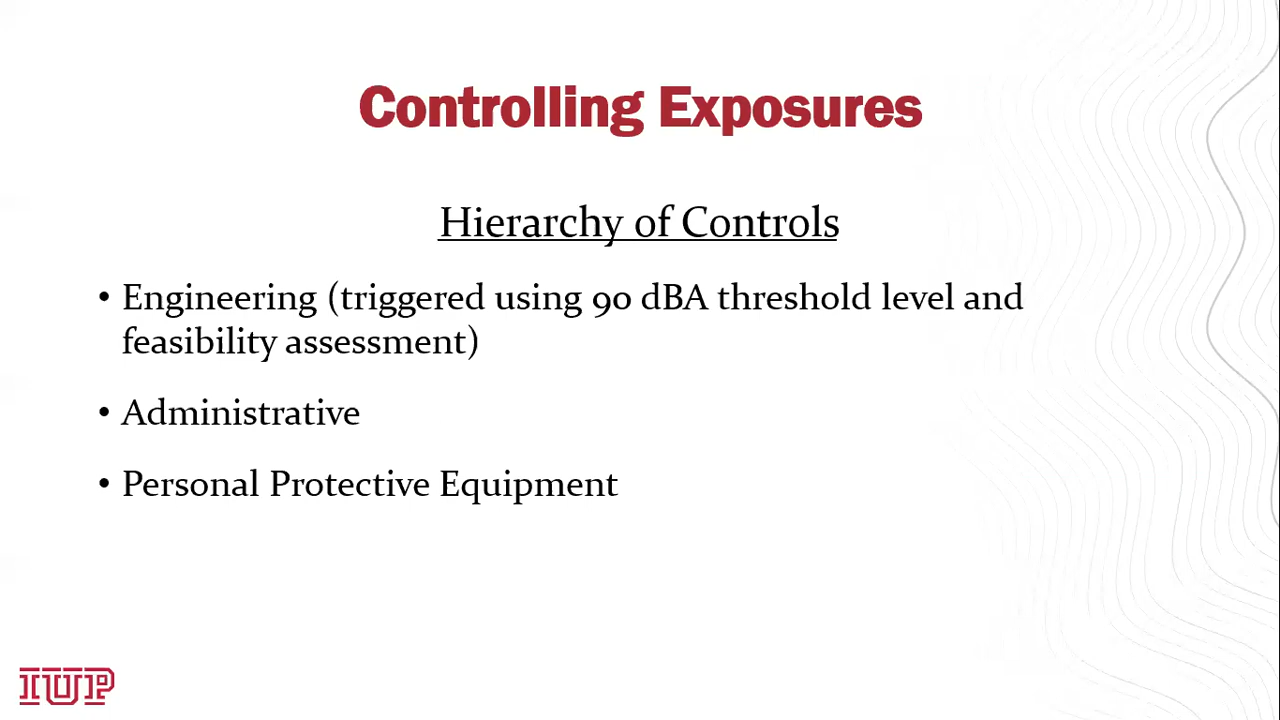 Controlling Exposures
Hierarchy of Controls
• Engineering (triggered using 90 dBA threshold level and
feasibility assessment)
• Administrative
• Personal Protective Equipment
IUP